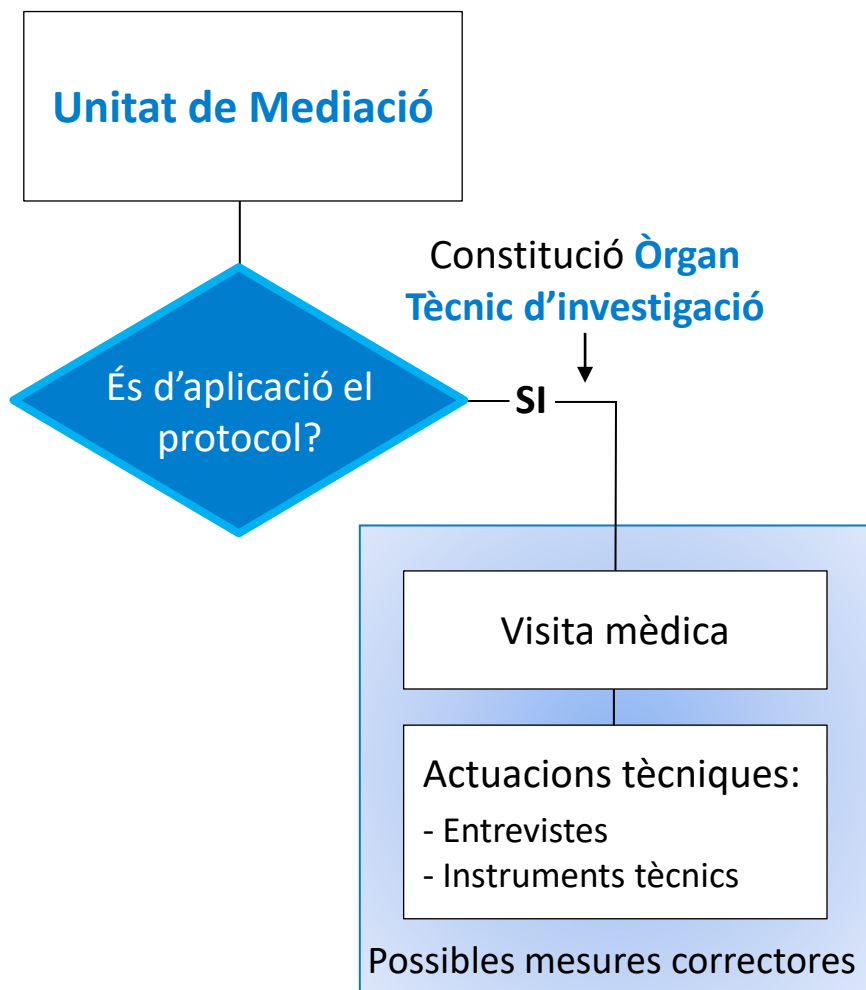 Unitat de Mediació
Constitució Òrgan
Tècnic d’investigació
És d’aplicació el
protocol?
SI
Visita mèdica
Actuacions tècniques:
- Entrevistes
- Instruments tècnics
Possibles mesures correctores